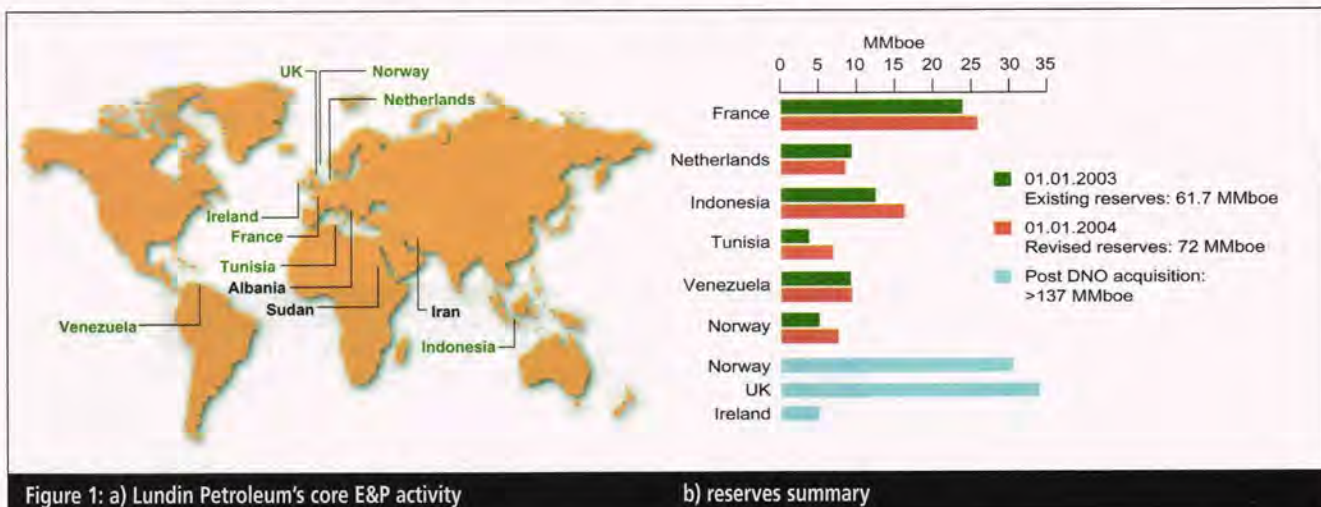 UK
Norway
Netherlands
Ireland
France
Tunisia
Albania
Sudan
Iran
Venezuela
Indonesia
MMboe
0 5 10 15 20 25 30 35
France
Netherlands
Indonesia
Tunisia
Venezuela
Norway
Norway
UK
Ireland
01.01.2003
Existing reserves: 61.7 MMboe
01.01.2004
Revised reserves: 72 MMboe
Post DNO acquisition:
>137 MMboe
Figure 1: a) Lundin Petroleum's core E&P activity
b) reserves summary